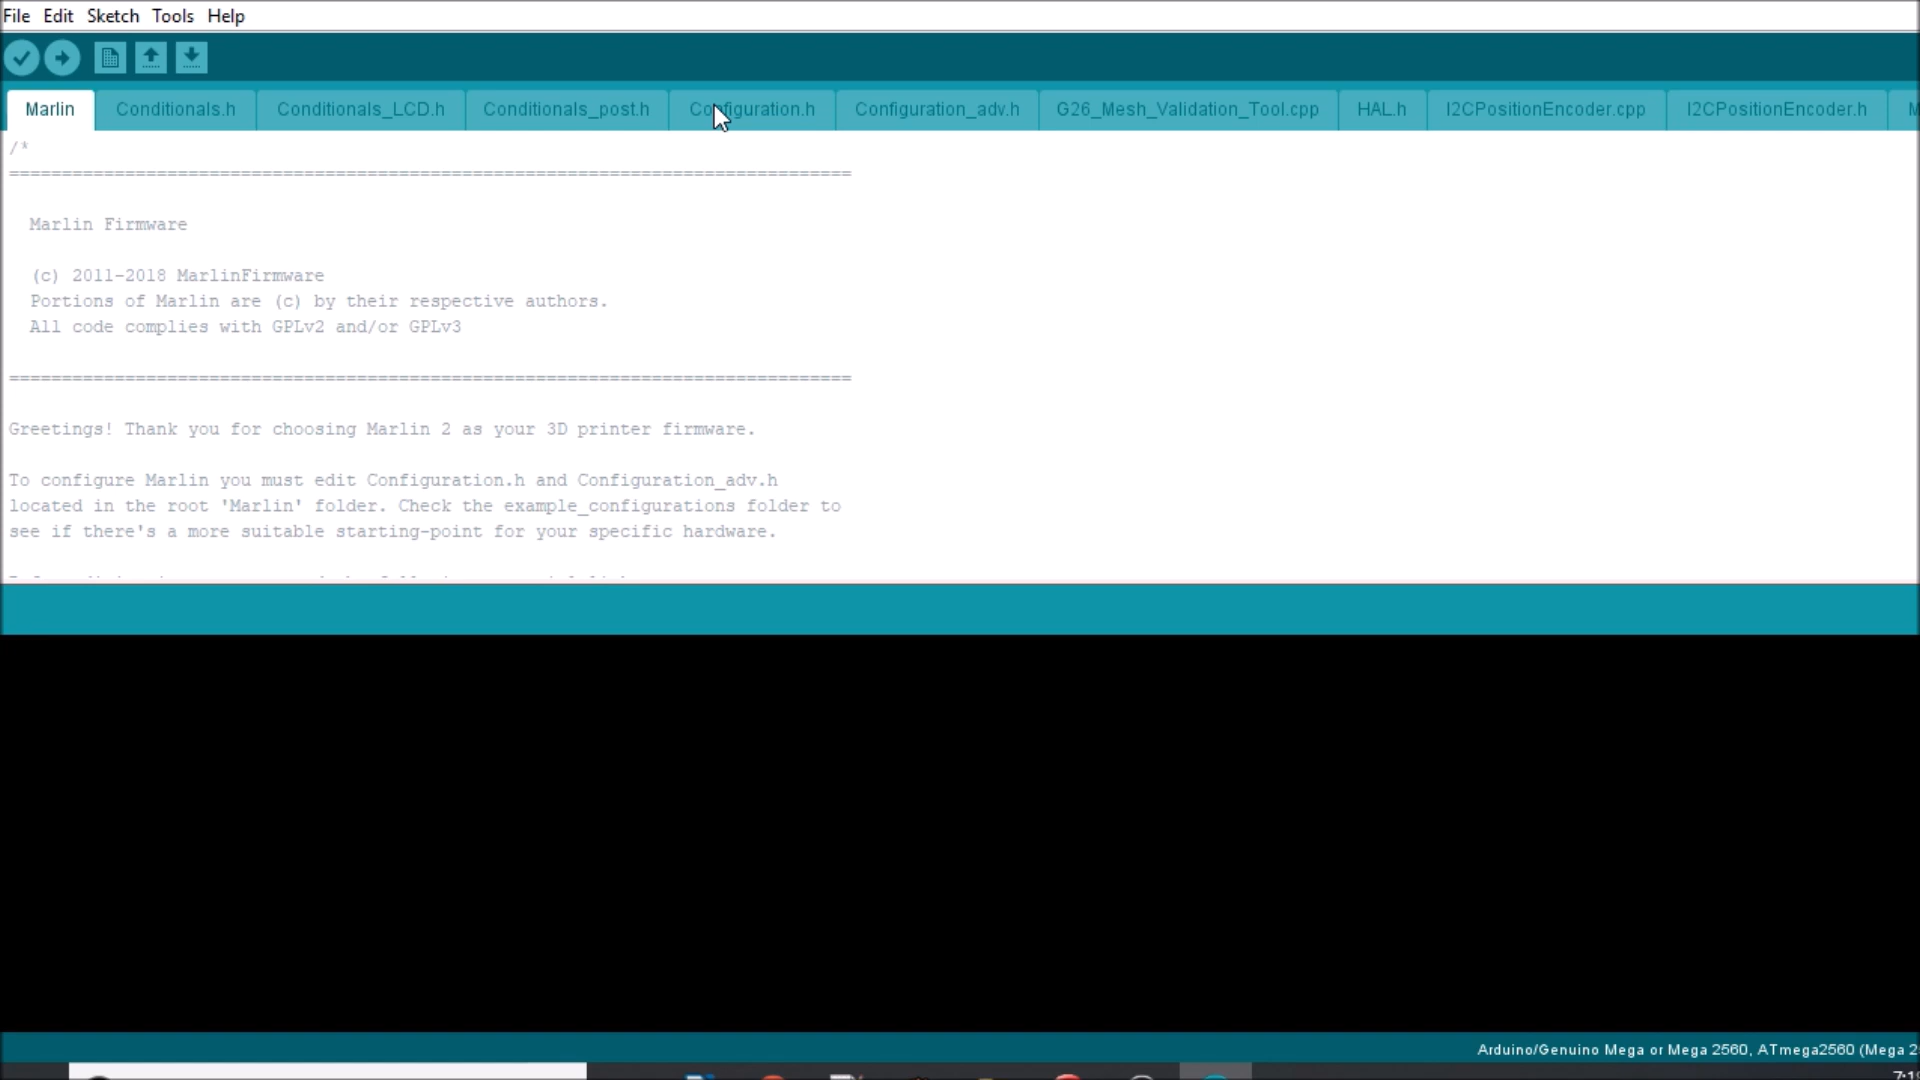 File Edit Sketch Tools Help
Marlin Conditionals.h Conditionals_LCD.h Conditionals_post.h Configuration.h Configuration_adv.h G26_Mesh_Validation_Tool.cpp HAL.h I2CPositionEncoder.cpp I2CPositionEncoder.h
/*
================================================================================
Marlin Firmware
(c) 2011-2018 MarlinFirmware
Portions of Marlin are (c) by their respective authors.
All code complies with GPLv2 and/or GPLv3
================================================================================
Greetings! Thank you for choosing Marlin 2 as your 3D printer firmware.
To configure Marlin you must edit Configuration.h and Configuration_adv.h
located in the root 'Marlin' folder. Check the example_configurations folder to
see if there's a more suitable starting-point for your specific hardware.
Arduino/Genuino Mega or Mega 2560, ATmega2560 (Mega